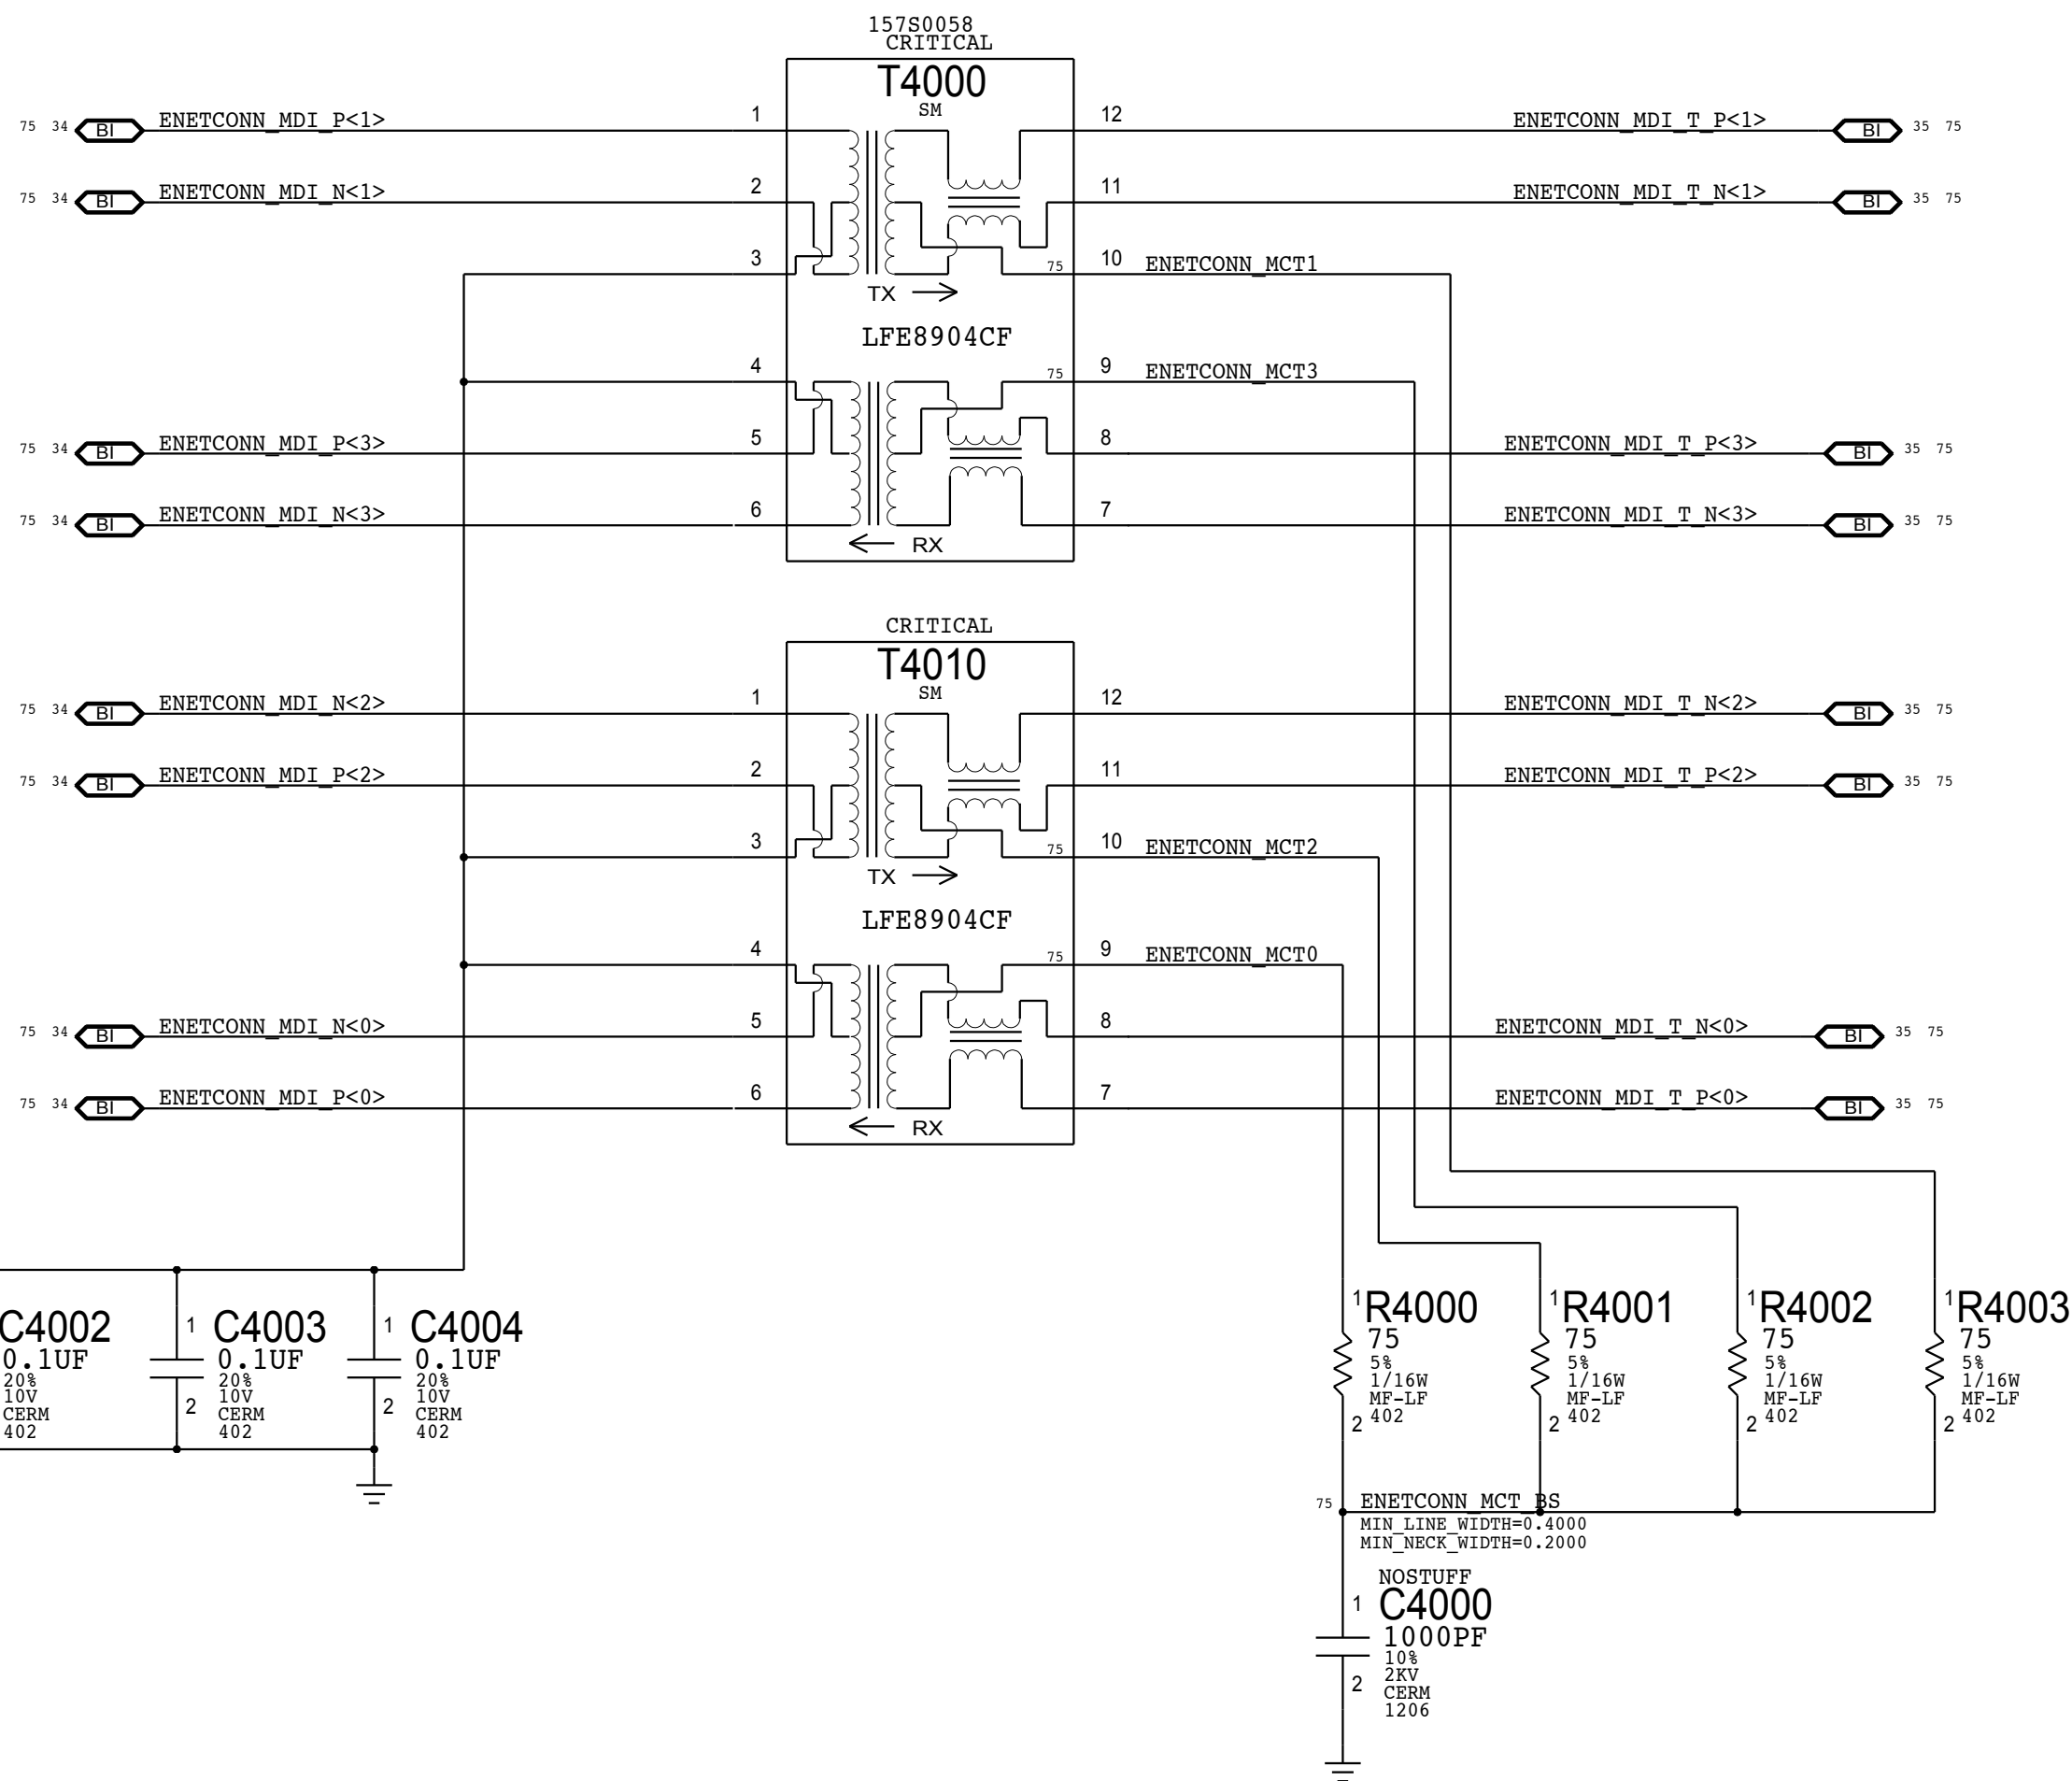 157S0058
CRITICAL
T4000
SM
75 34 BI ENETCONN_MDI_P<1> 1 12 ENETCONN_MDI_T_P<1> BI 35 75
75 34 BI ENETCONN_MDI_N<1> 2 11 ENETCONN_MDI_T_N<1> BI 35 75
3 75 10 ENETCONN_MCT1
TX
LFE8904CF
4 75 9 ENETCONN_MCT3
75 34 BI ENETCONN_MDI_P<3> 5 8 ENETCONN_MDI_T_P<3> BI 35 75
75 34 BI ENETCONN_MDI_N<3> 6 7 ENETCONN_MDI_T_N<3> BI 35 75
RX
CRITICAL
T4010
SM
75 34 BI ENETCONN_MDI_N<2> 1 12 ENETCONN_MDI_T_N<2> BI 35 75
75 34 BI ENETCONN_MDI_P<2> 2 11 ENETCONN_MDI_T_P<2> BI 35 75
3 75 10 ENETCONN_MCT2
TX
LFE8904CF
4 75 9 ENETCONN_MCT0
75 34 BI ENETCONN_MDI_N<0> 5 8 ENETCONN_MDI_T_N<0> BI 35 75
75 34 BI ENETCONN_MDI_P<0> 6 7 ENETCONN_MDI_T_P<0> BI 35 75
RX
C4002
0.1UF
20%
10V
CERM
402
1 C4003
0.1UF
20%
10V
2 CERM
402
1 C4004
0.1UF
20%
10V
2 CERM
402
1 R4000
75
5%
1/16W
MF-LF
2 402
1 R4001
75
5%
1/16W
MF-LF
2 402
1 R4002
75
5%
1/16W
MF-LF
2 402
1 R4003
75
5%
1/16W
MF-LF
2 402
75 ENETCONN_MCT_BS
MIN_LINE_WIDTH=0.4000
MIN_NECK_WIDTH=0.2000
NOSTUFF
1 C4000
1000PF
10%
2KV
2 CERM
1206